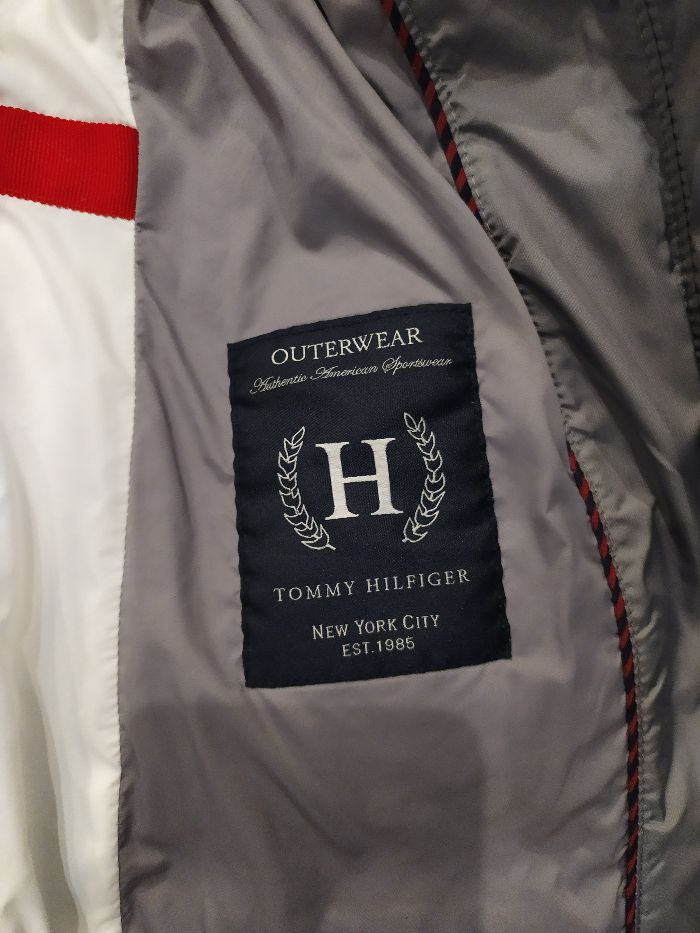 OUTERWEAR
Authentic American Sportswear
H
TOMMY HILFIGER
NEW YORK CITY
EST.1985